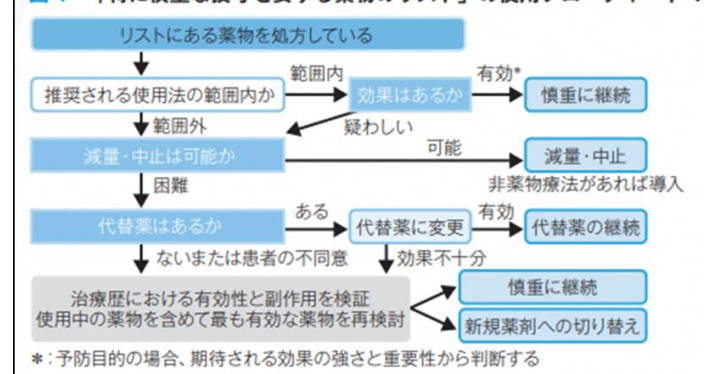 リストにある薬物を処方している
範囲内
有効*
推奨される使用法の範囲内か
効果はあるか
慎重に継続
範囲外
疑わしい
減量・中止は可能か
可能
減量・中止
困難
非薬物療法があれば導入
代替薬はあるか
ある
代替薬に変更
有効
代替薬の継続
ないまたは患者の不同意
効果不十分
治療歴における有効性と副作用を検証
使用中の薬物を含めて最も有効な薬物を再検討
慎重に継続
新規薬剤への切り替え
*:予防目的の場合、期待される効果の強さと重要性から判断する